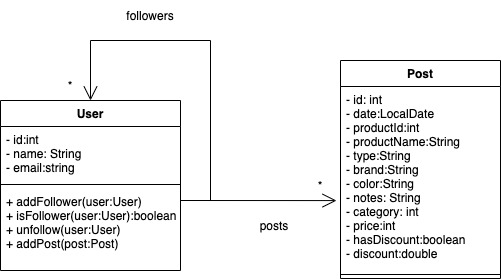 followers
*
User
- id:int
- name: String
- email:string
+ addFollower(user:User)
+ isFollower(user:User):boolean
+ unfollow(user:User)
+ addPost(post:Post)
*
posts
Post
- id: int
- date:LocalDate
- productId:int
- productName:String
- type:String
- brand:String
- color:String
- notes: String
- category: int
- price:int
- hasDiscount:boolean
- discount:double